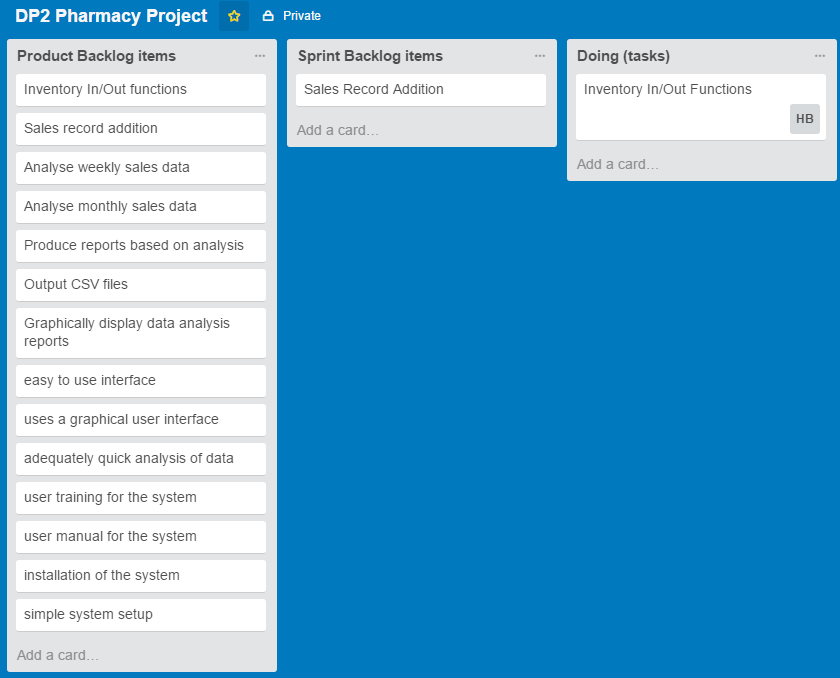 DP2 Pharmacy Project
Private
Product Backlog items
Inventory In/Out functions
Sales record addition
Analyse weekly sales data
Analyse monthly sales data
Produce reports based on analysis
Output CSV files
Graphically display data analysis
reports
easy to use interface
uses a graphical user interface
adequately quick analysis of data
user training for the system
user manual for the system
installation of the system
simple system setup
Add a card…
Sprint Backlog items
Sales Record Addition
Add a card…
Doing (tasks)
Inventory In/Out Functions
HB
Add a card…